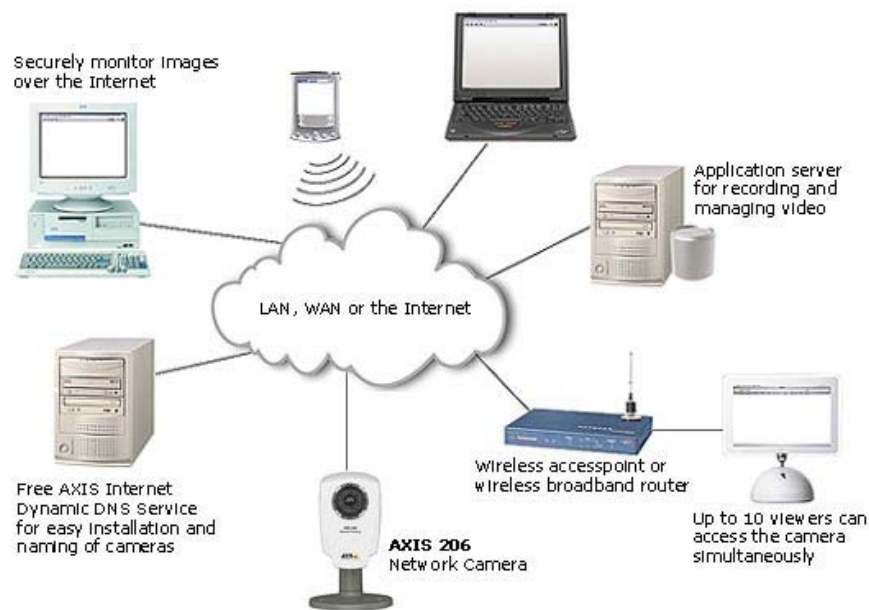 Securely monitor images
over the Internet
Application server
for recording and
managing video
LAN, WAN or the Internet
Wireless accesspoint or
wireless broadband router
Free AXIS Internet
Dynamic DNS Service
for easy installation and
naming of cameras
AXIS 206
Network Camera
Up to 10 viewers can
access the camera
simultaneously
AXIS